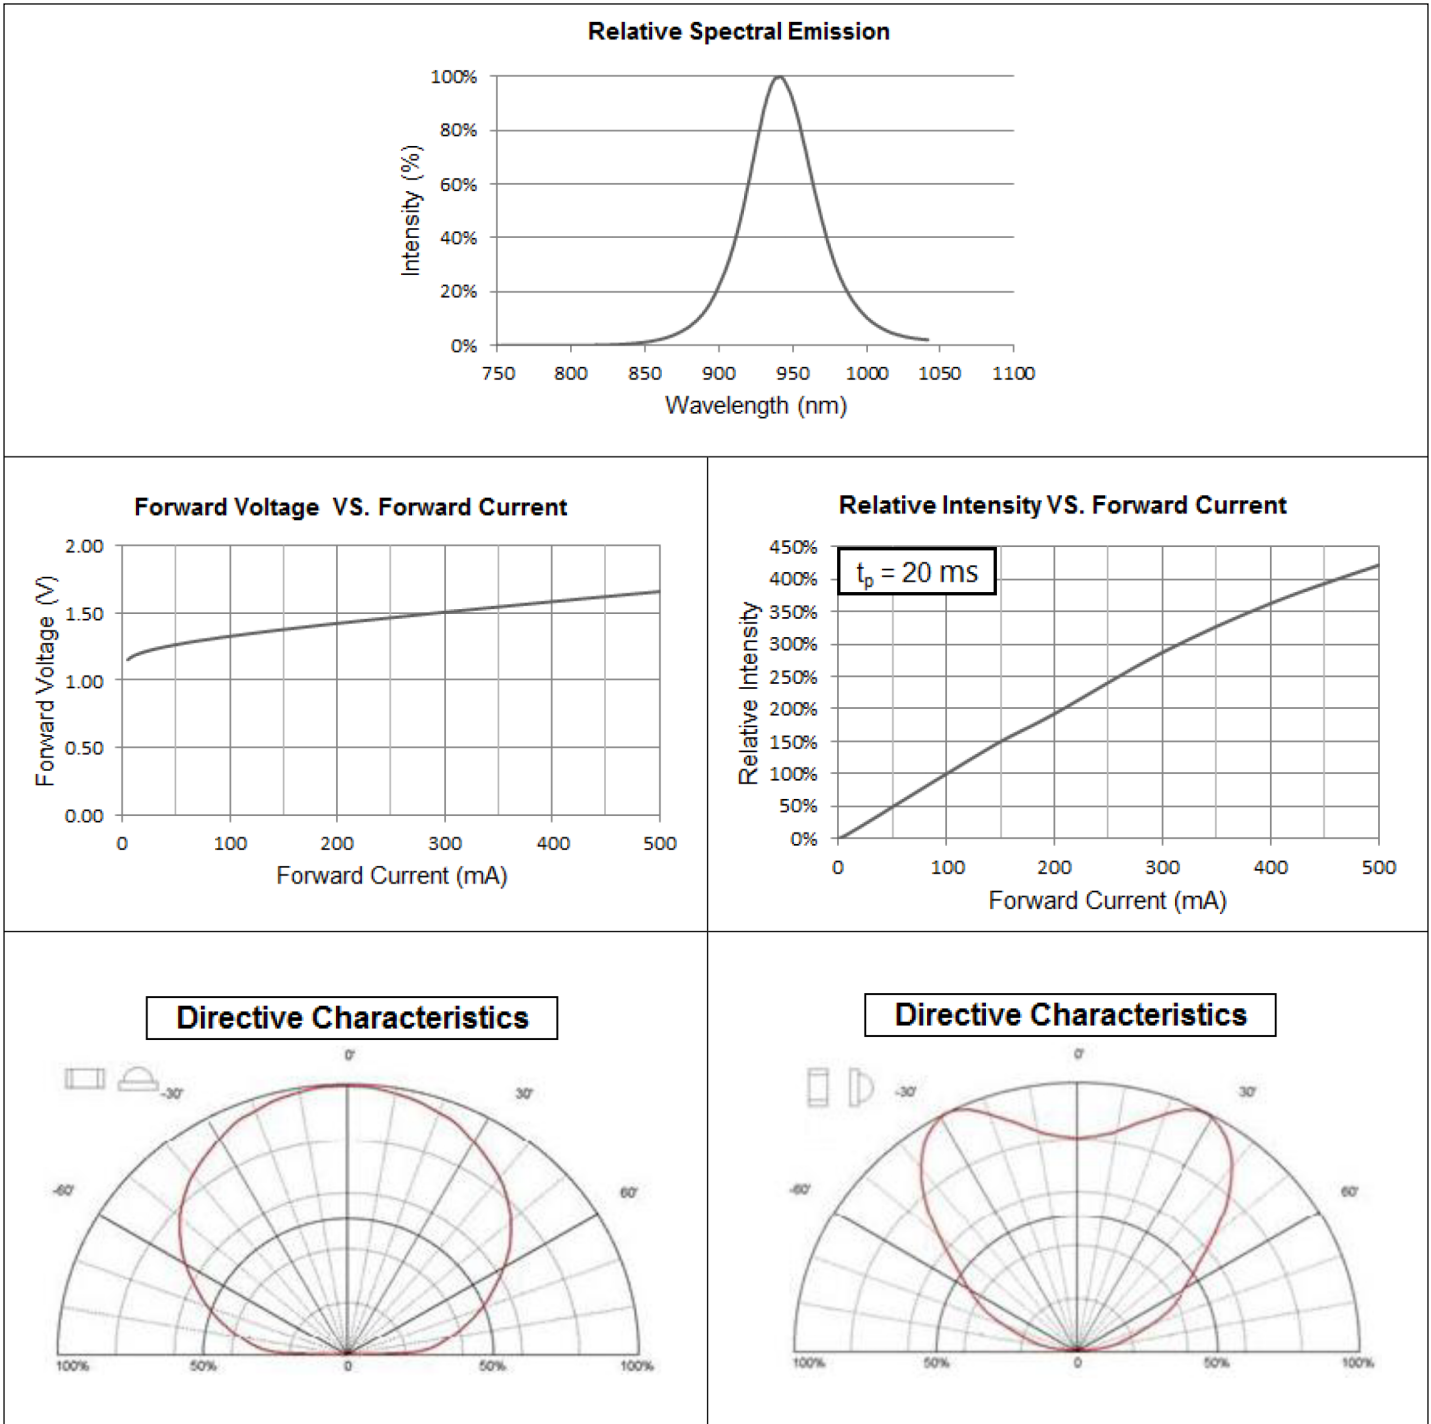 Relative Spectral Emission
100%
80%
60%
40%
20%
0%
Intensity (%)
750 800 850 900 950 1000 1050 1100
Wavelength (nm)
Forward Voltage VS. Forward Current
2.00
1.50
1.00
0.50
0.00
Forward Voltage (V)
0 100 200 300 400 500
Forward Current (mA)
Relative Intensity VS. Forward Current
tp = 20 ms
450%
400%
350%
300%
250%
200%
150%
100%
50%
0%
Relative Intensity
0 100 200 300 400 500
Forward Current (mA)
Directive Characteristics
0'
-30' 30'
-60' 60'
100% 50% 0 50% 100%
Directive Characteristics
0'
-30' 30'
-60' 60'
100% 50% 0 50% 100%